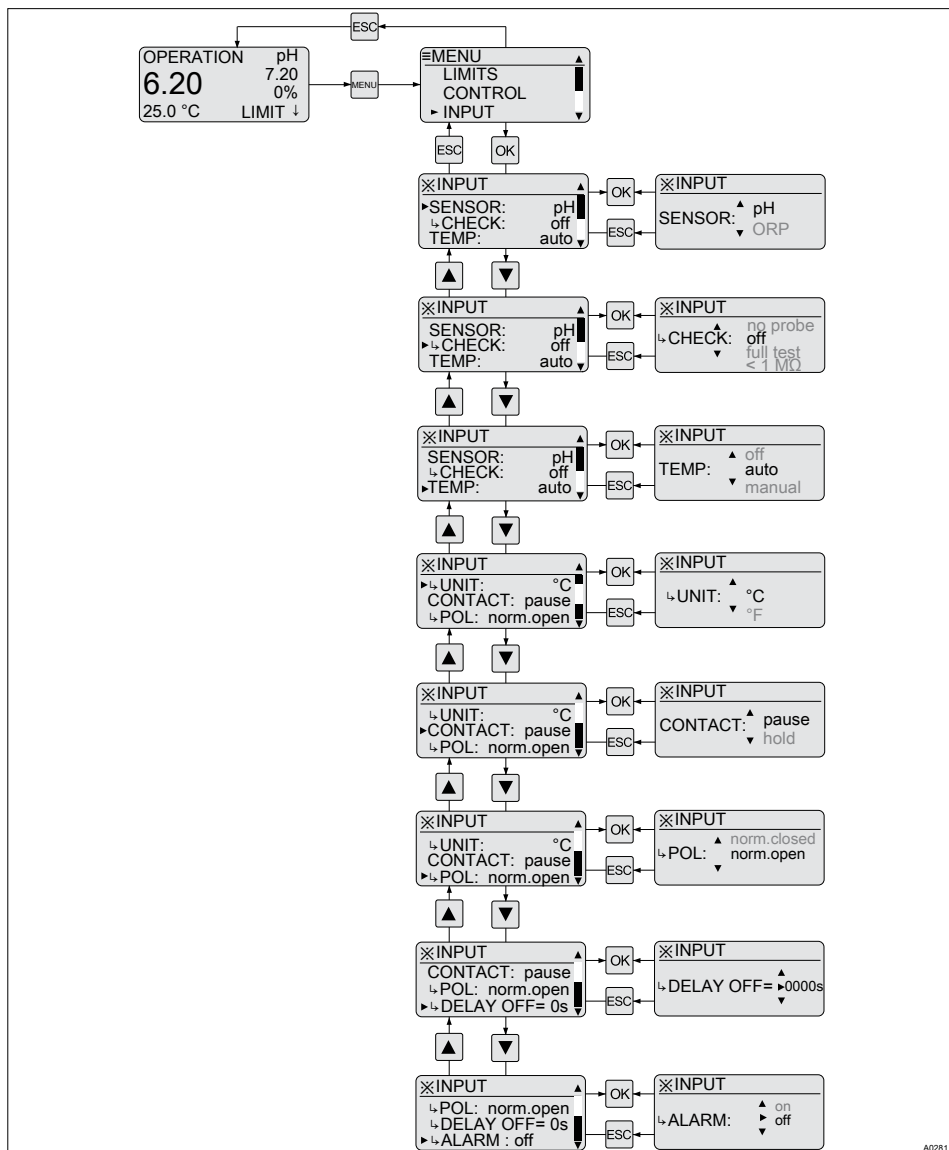 ESC
OPERATION pH
6.20
7.20
0%
25.0 °C LIMIT ↓
MENU
≡MENU
LIMITS
CONTROL
► INPUT
ESC
OK
※INPUT
►SENSOR: pH
↳CHECK: off
TEMP: auto
OK
ESC
※INPUT
SENSOR: pH
ORP
※INPUT
SENSOR: pH
►↳CHECK: off
TEMP: auto
OK
ESC
※INPUT
no probe
↳CHECK: off
full test
< 1 MΩ
※INPUT
SENSOR: pH
↳CHECK: off
►TEMP: auto
OK
ESC
※INPUT
off
TEMP: auto
manual
※INPUT
►↳UNIT: °C
CONTACT: pause
↳POL: norm.open
OK
ESC
※INPUT
↳UNIT: °C
°F
※INPUT
↳UNIT: °C
►CONTACT: pause
↳POL: norm.open
OK
ESC
※INPUT
CONTACT: pause
hold
※INPUT
↳UNIT: °C
CONTACT: pause
►↳POL: norm.open
OK
ESC
※INPUT
norm.closed
↳POL: norm.open
※INPUT
CONTACT: pause
↳POL: norm.open
►↳DELAY OFF= 0s
OK
ESC
※INPUT
↳DELAY OFF= ►0000s
※INPUT
↳POL: norm.open
↳DELAY OFF= 0s
►↳ALARM : off
OK
ESC
※INPUT
on
↳ALARM: ► off
A0281